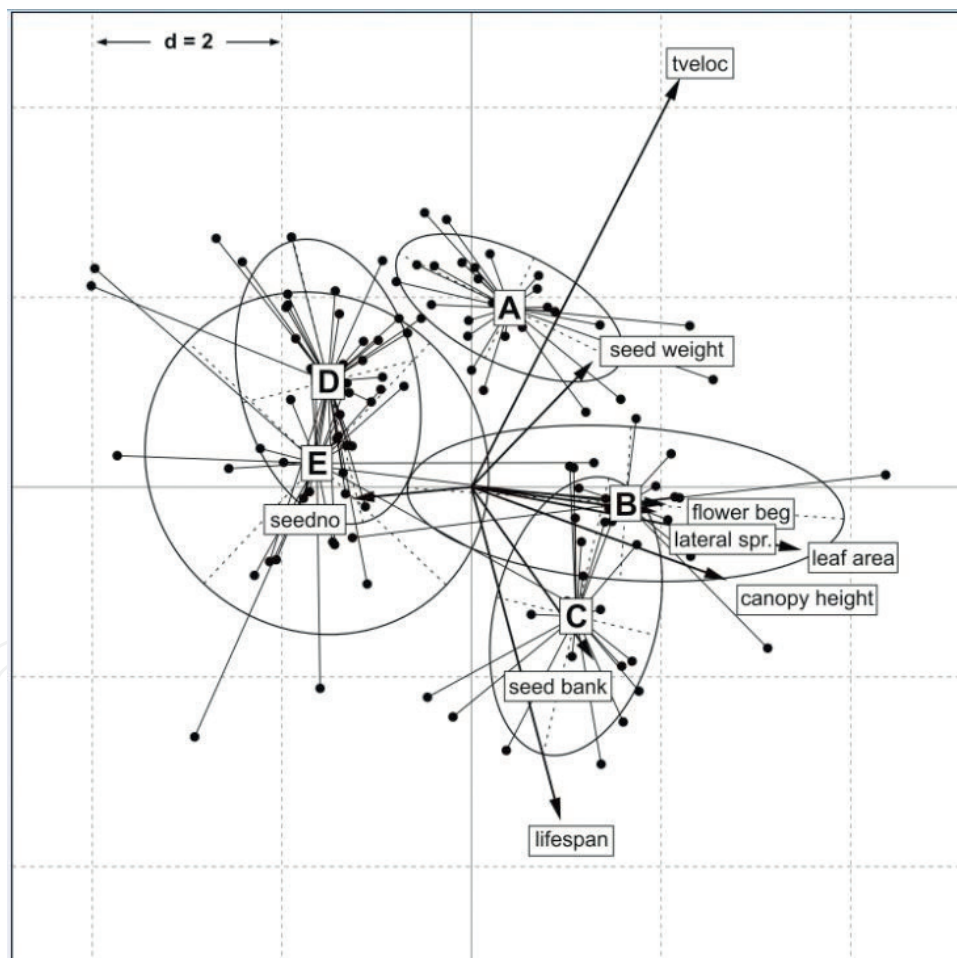 d = 2
tveloc
A
seed weight
D
E
B
flower beg
seedno
lateral spr.
leaf area
canopy height
C
seed bank
lifespan